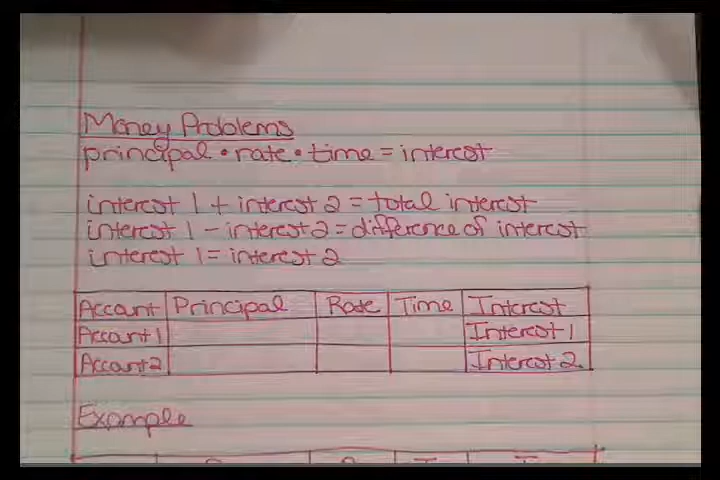 Money Problems
principal • rate • time = interest
interest 1 + interest 2 = total interest
interest 1 - interest 2 = difference of interest
interest 1 = interest 2
Account Principal Rate Time Interest
Account 1 Interest 1
Account 2 Interest 2
Example